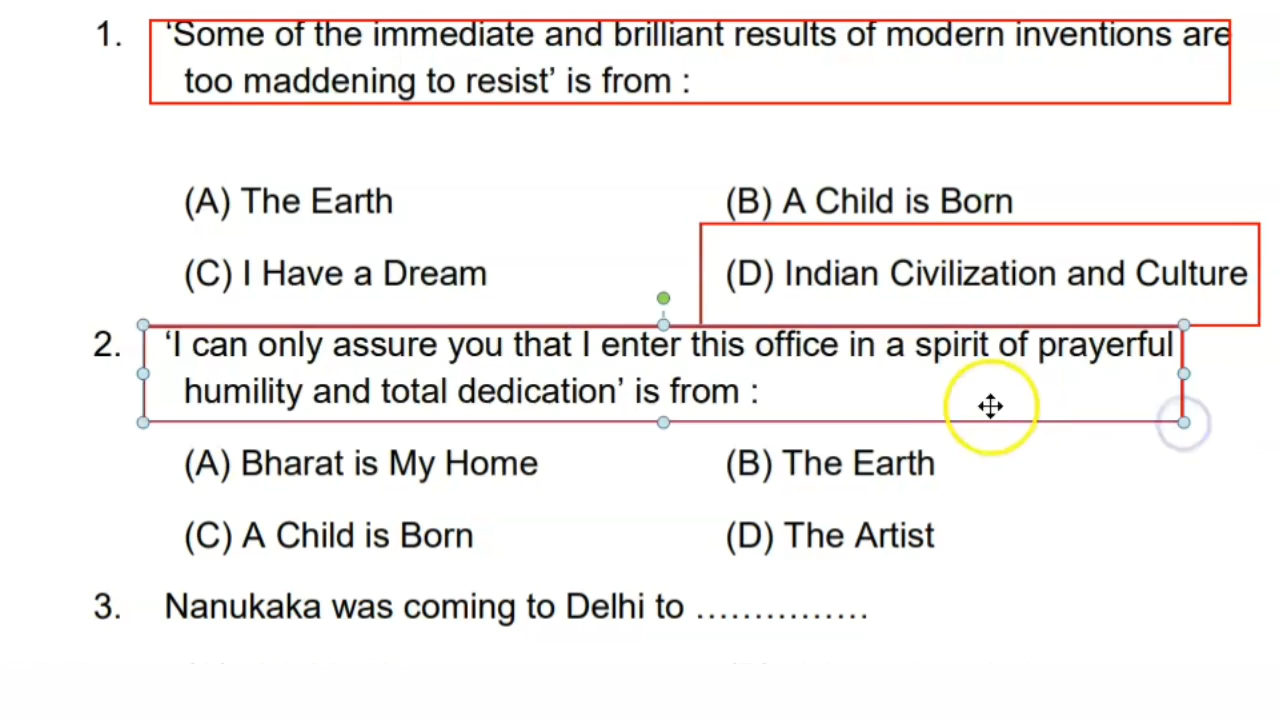 1. ‘Some of the immediate and brilliant results of modern inventions are
too maddening to resist’ is from :
(A) The Earth (B) A Child is Born
(C) I Have a Dream (D) Indian Civilization and Culture
2. ‘I can only assure you that I enter this office in a spirit of prayerful
humility and total dedication’ is from :
(A) Bharat is My Home (B) The Earth
(C) A Child is Born (D) The Artist
3. Nanukaka was coming to Delhi to ……………